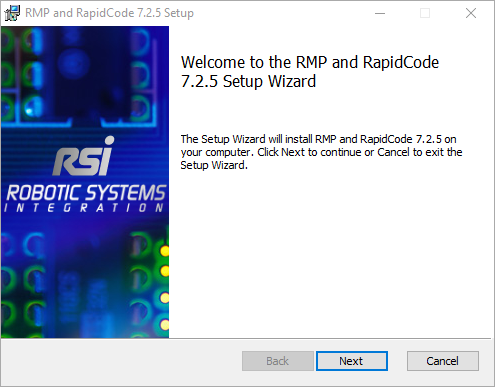 RMP and RapidCode 7.2.5 Setup
Welcome to the RMP and RapidCode
7.2.5 Setup Wizard
The Setup Wizard will install RMP and RapidCode 7.2.5 on
your computer. Click Next to continue or Cancel to exit the
Setup Wizard.
RSI
ROBOTIC SYSTEMS
INTEGRATION
Back
Next
Cancel